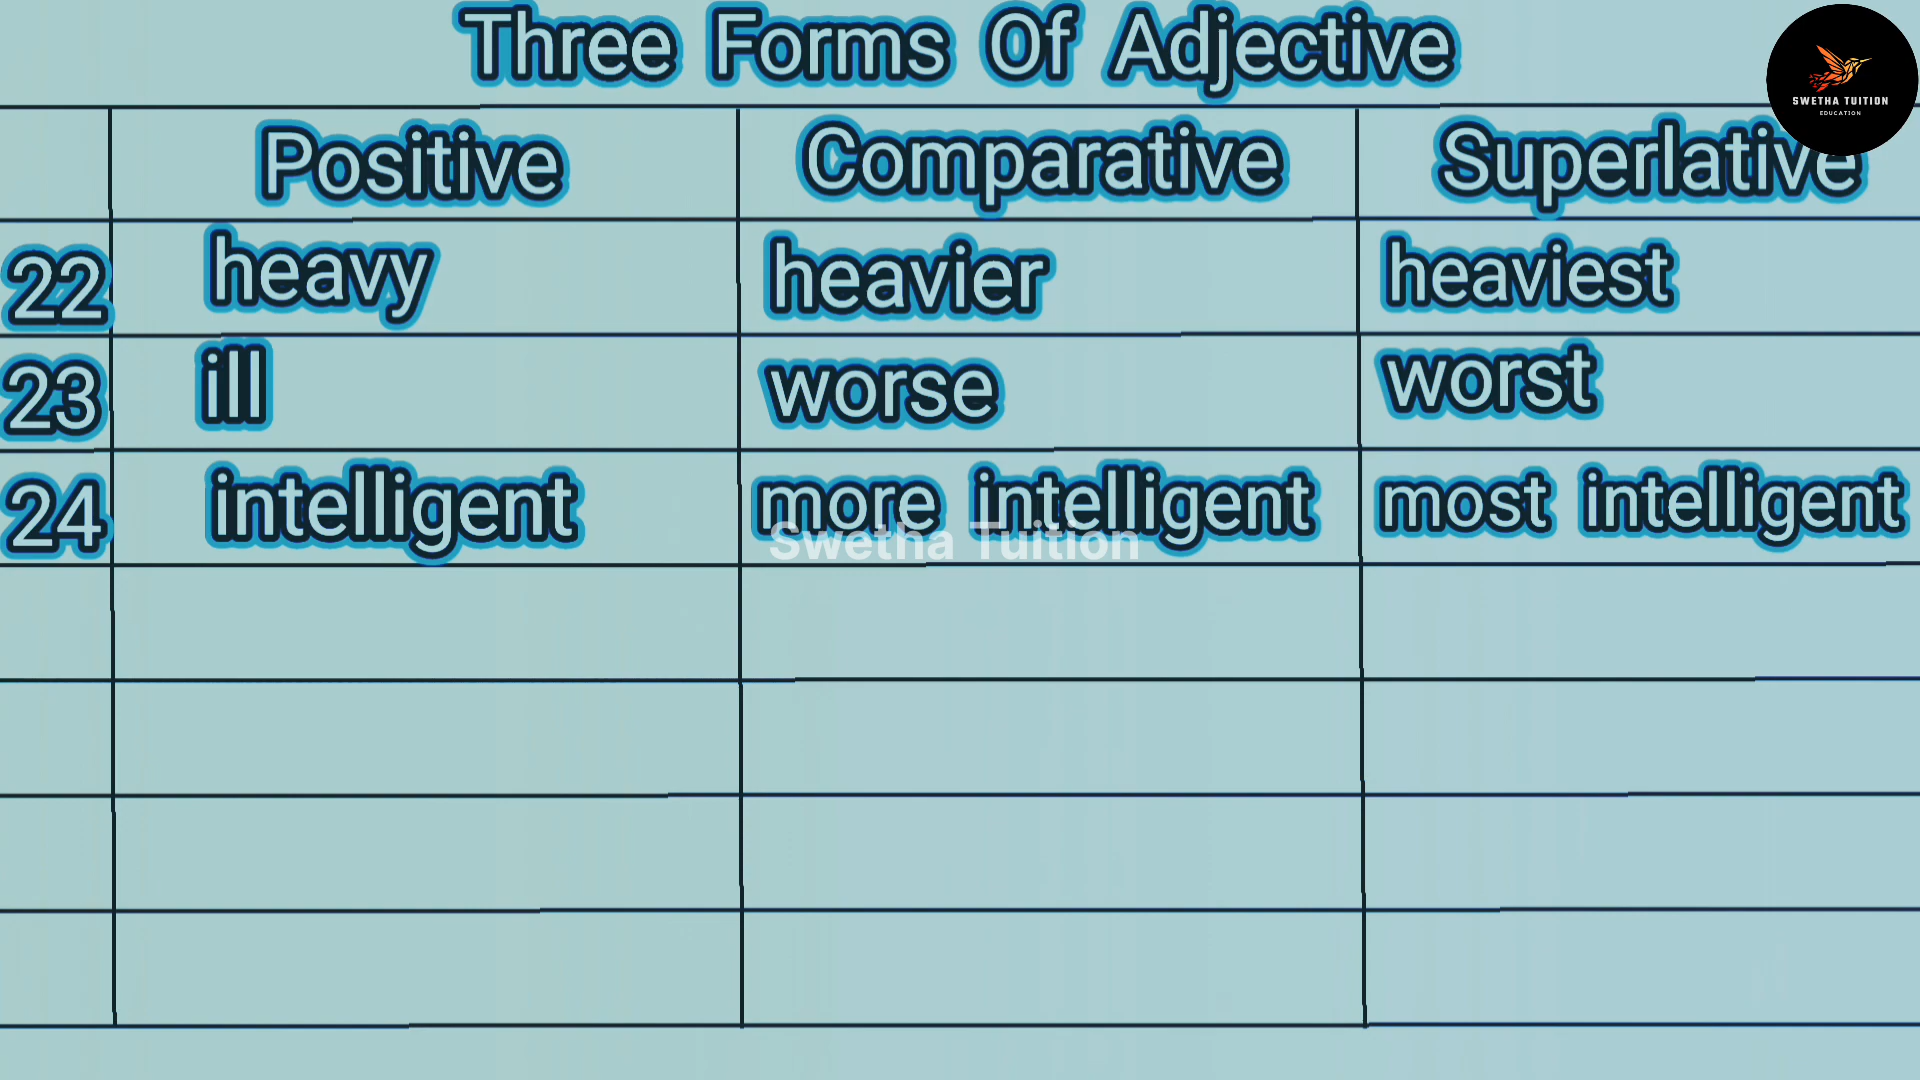 Three Forms Of Adjective
SWETHA TUITION
EDUCATION
Positive Comparative Superlative
22 heavy heavier heaviest
23 ill worse worst
24 intelligent more intelligent most intelligent
Swetha Tuition